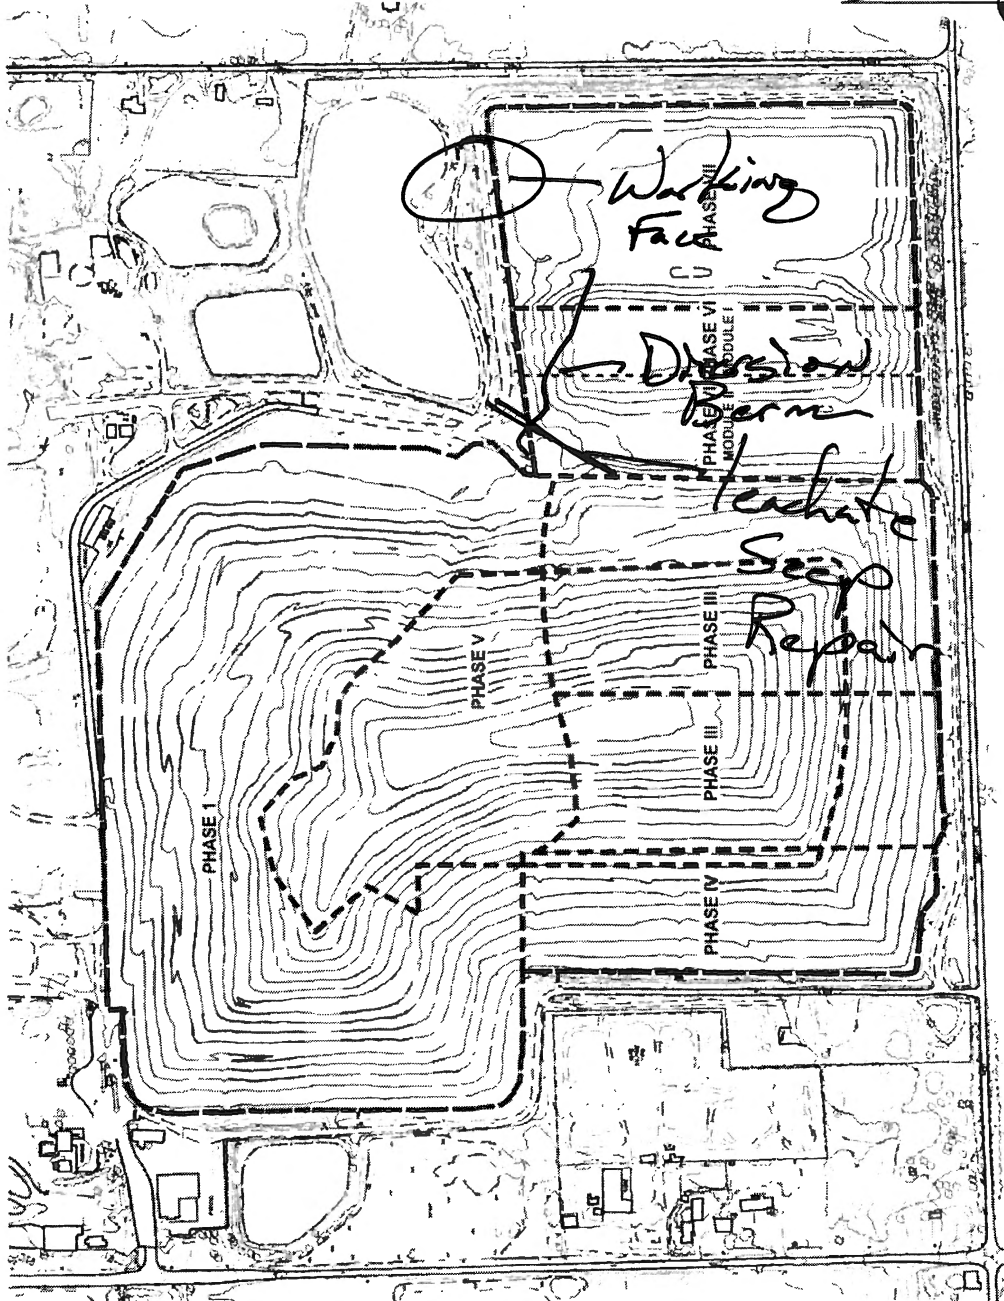 Working
Face
PHASE VII
PHASE VI
MODULE I
Diversion
Berm
PHASE VI
MODULE II
Leachate
Seep
Repair
PHASE V
PHASE III
PHASE III
PHASE I
PHASE IV